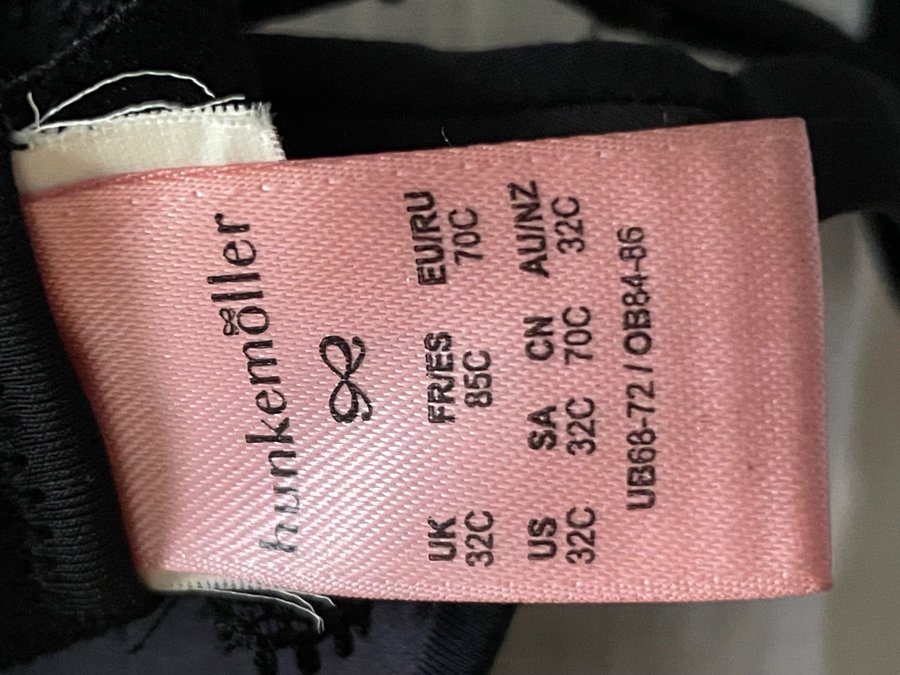 hunkemöller
UK FR/ES EU/RU
32C 85C 70C
US SA CN AU/NZ
32C 32C 70C 32C
UB68-72 / OB84-86